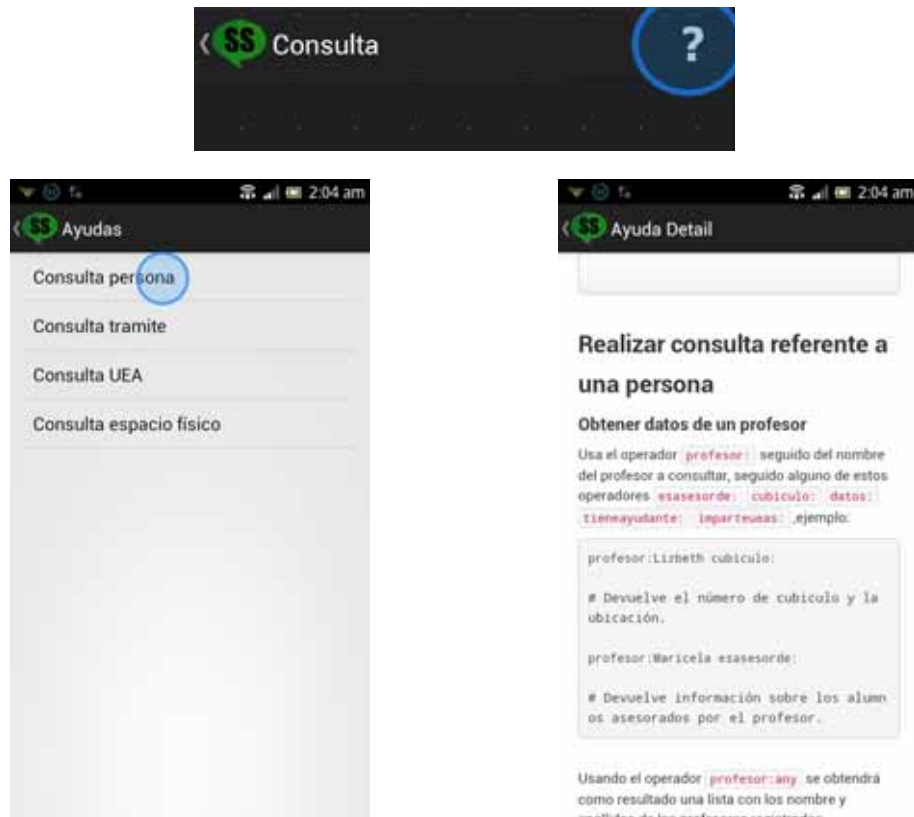 SS Consulta ?
2:04 am
SS Ayudas
Consulta persona
Consulta tramite
Consulta UEA
Consulta espacio físico
2:04 am
SS Ayuda Detail
Realizar consulta referente a
una persona
Obtener datos de un profesor
Usa el operador profesor: seguido del nombre
del profesor a consultar, seguido alguno de estos
operadores esasesorde: cubiculo: datos:
tieneayudante: imparteueas: ,ejemplo:
profesor:Lizbeth cubiculo:
# Devuelve el número de cubiculo y la
ubicación.
profesor:Maricela esasesorde:
# Devuelve información sobre los alumn
os asesorados por el profesor.
Usando el operador profesor:any se obtendrá
como resultado una lista con los nombre y